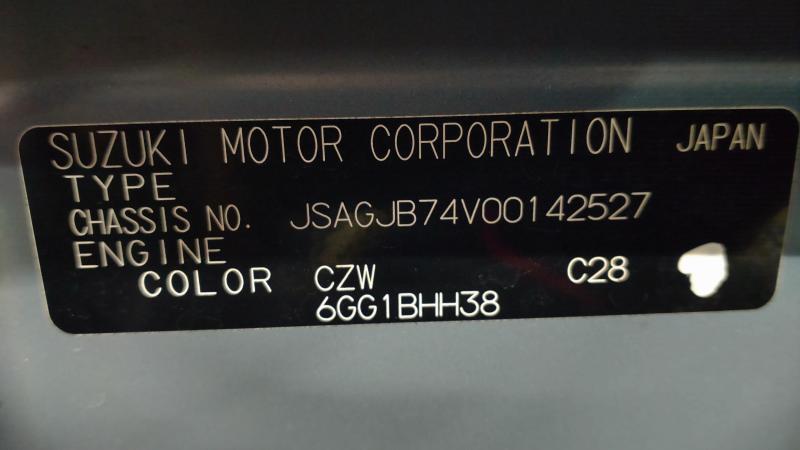 SUZUKI MOTOR CORPORATION JAPAN
TYPE
CHASSIS NO. JSAGJB74V00142527
ENGINE
COLOR CZW C28
6GG1BHH38